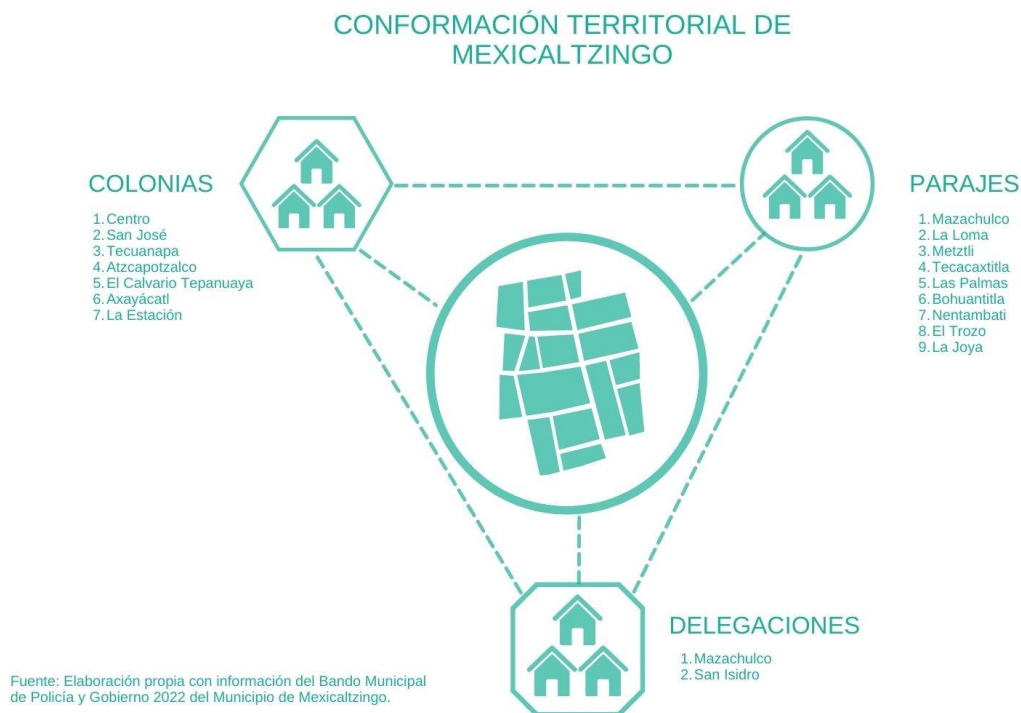 CONFORMACIÓN TERRITORIAL DE
MEXICALTZINGO
COLONIAS
1. Centro
2. San José
3. Tecuanapa
4. Atzcapotzalco
5. El Calvario Tepanuaya
6. Axayácatl
7. La Estación
PARAJES
1. Mazachulco
2. La Loma
3. Metztli
4. Tecacaxtitla
5. Las Palmas
6. Bohuantitla
7. Nentambati
8. El Trozo
9. La Joya
DELEGACIONES
1. Mazachulco
2. San Isidro
Fuente: Elaboración propia con información del Bando Municipal
de Policía y Gobierno 2022 del Municipio de Mexicaltzingo.